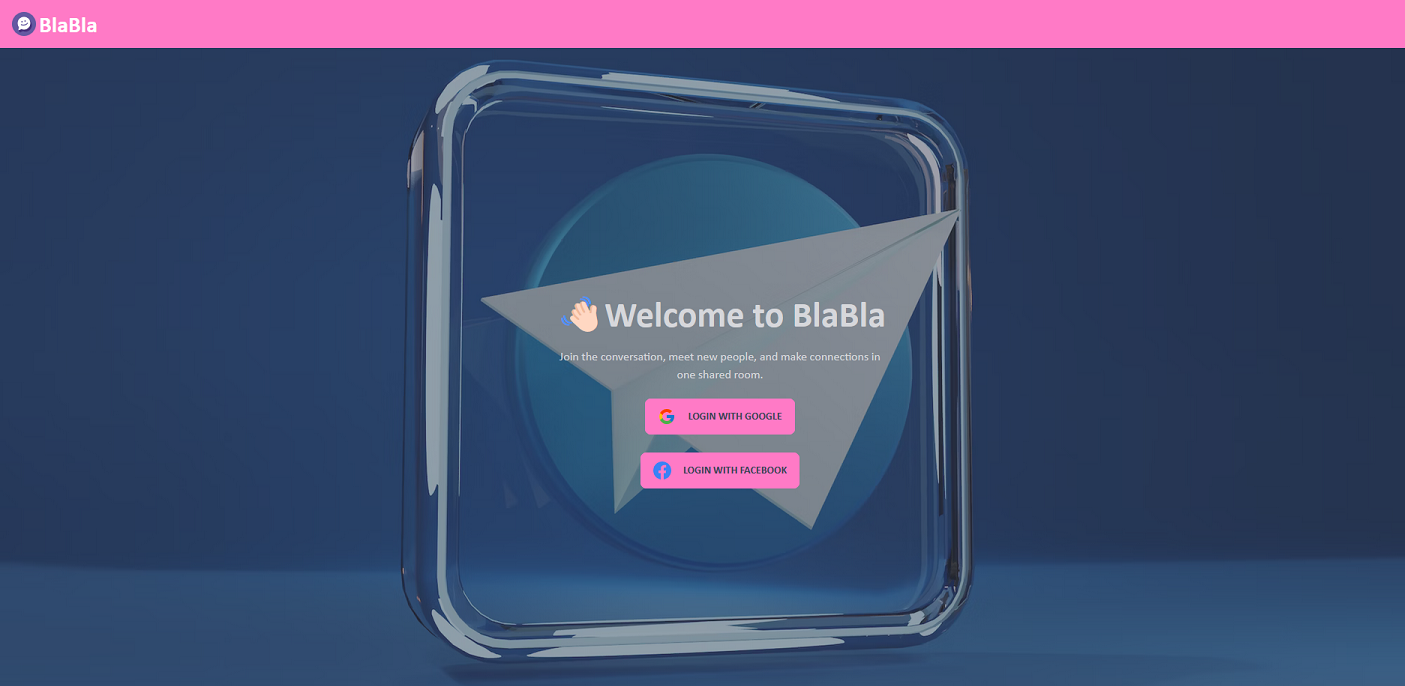 BlaBla
Welcome to BlaBla
Join the conversation, meet new people, and make connections in
one shared room.
LOGIN WITH GOOGLE
LOGIN WITH FACEBOOK